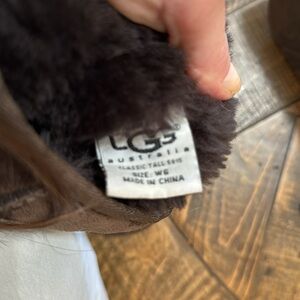 UGG
australia
CLASSIC TALL 5815
SIZE: W6
MADE IN CHINA